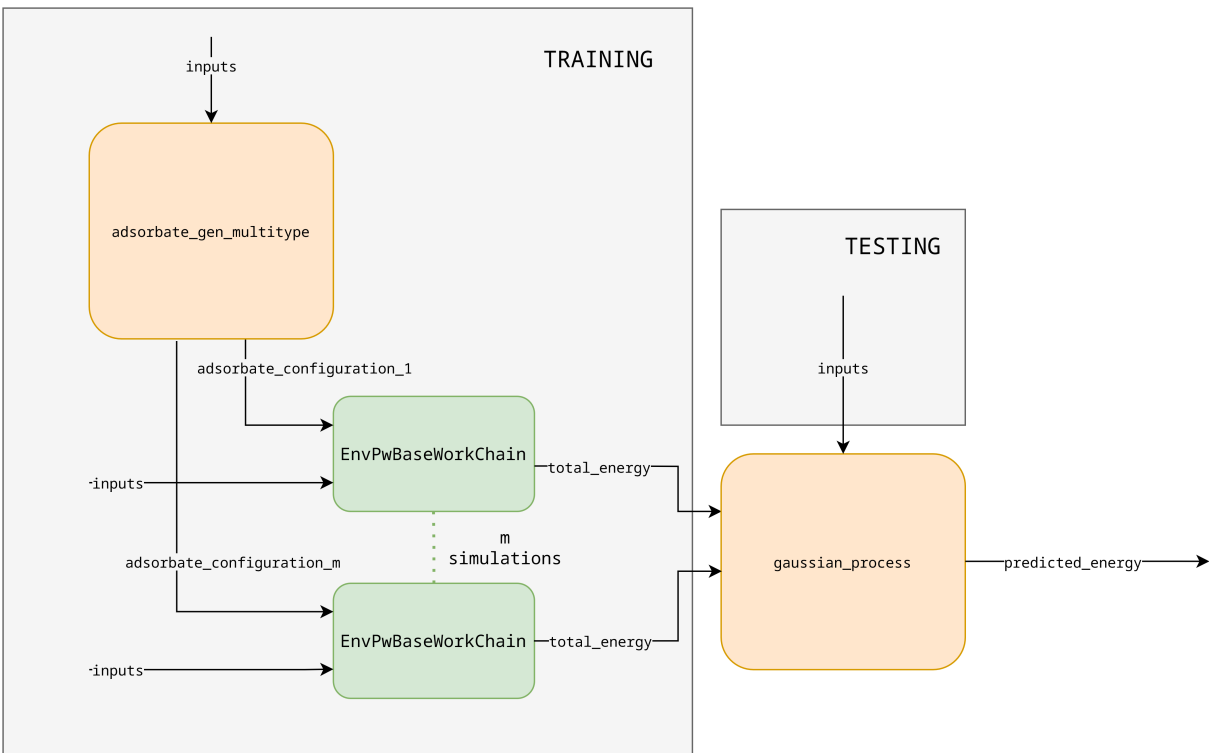 TRAINING
inputs
adsorbate_gen_multitype
adsorbate_configuration_1
EnvPwBaseWorkChain
inputs
total_energy
m
simulations
adsorbate_configuration_m
EnvPwBaseWorkChain
inputs
total_energy
TESTING
inputs
gaussian_process
predicted_energy